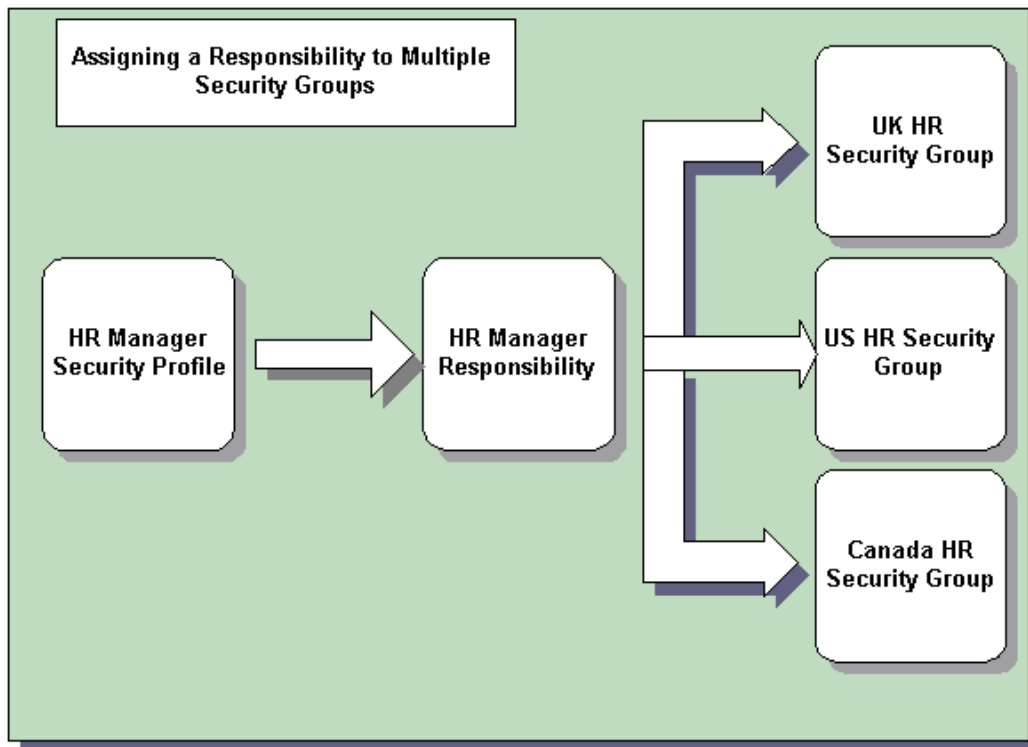 Assigning a Responsibility to Multiple
Security Groups
HR Manager
Security Profile
HR Manager
Responsibility
UK HR
Security Group
US HR Security
Group
Canada HR
Security Group